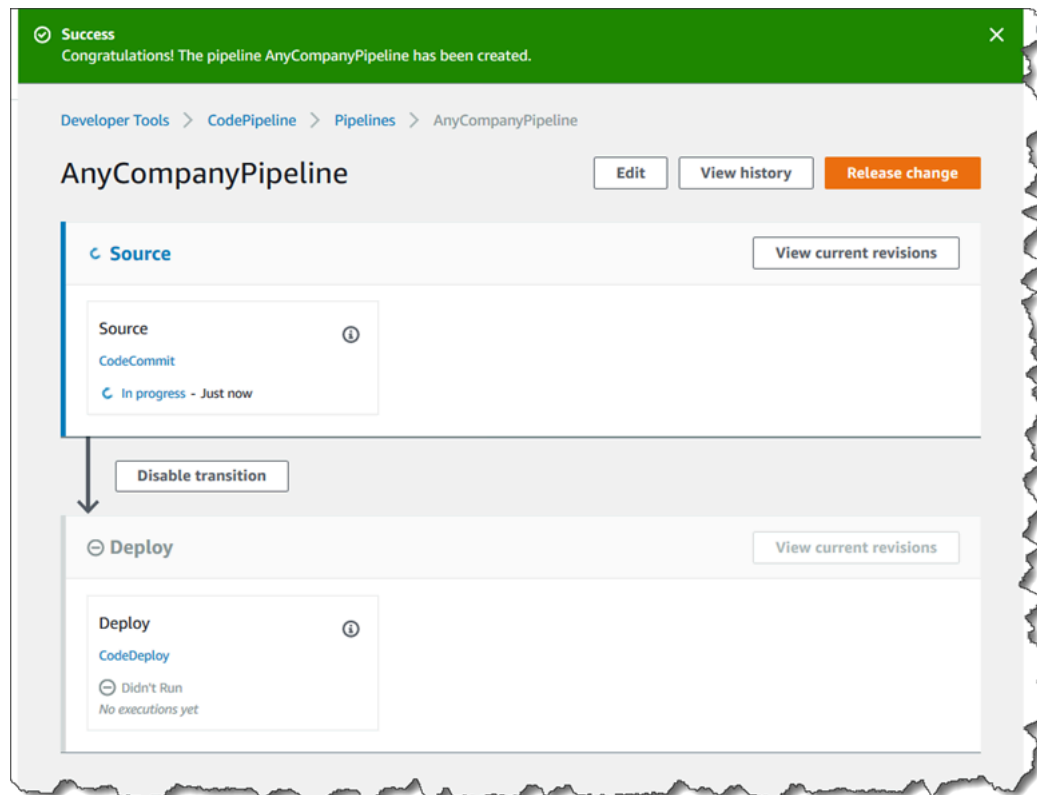 Success
Congratulations! The pipeline AnyCompanyPipeline has been created.
Developer Tools > CodePipeline > Pipelines > AnyCompanyPipeline
AnyCompanyPipeline
Edit
View history
Release change
Source
View current revisions
Source
CodeCommit
In progress - Just now
Disable transition
Deploy
View current revisions
Deploy
CodeDeploy
Didn't Run
No executions yet